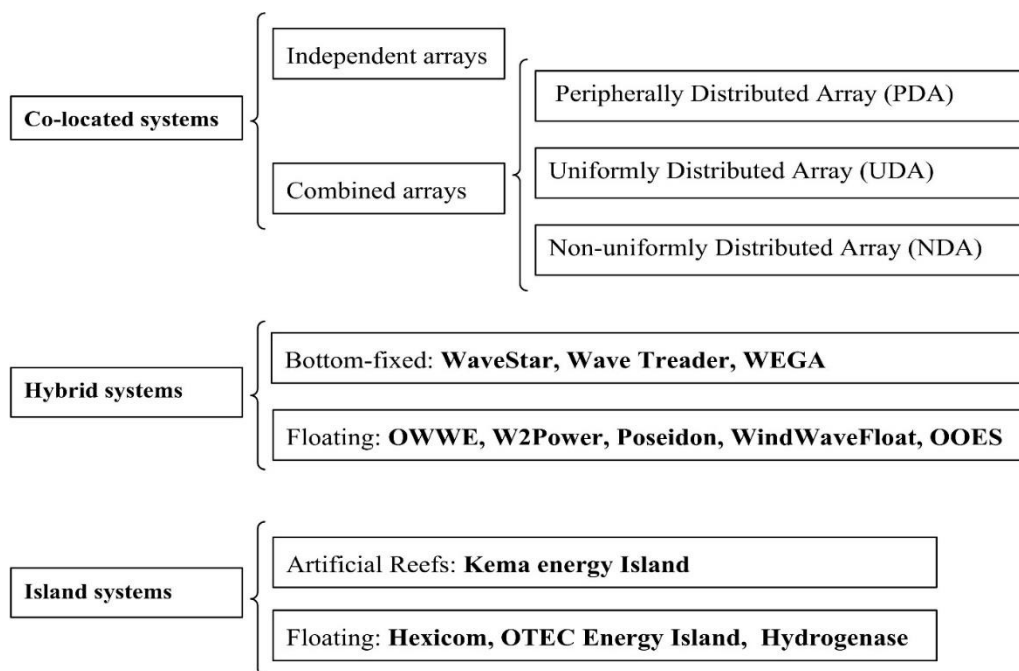 Co-located systems
Independent arrays
Combined arrays
Peripherally Distributed Array (PDA)
Uniformly Distributed Array (UDA)
Non-uniformly Distributed Array (NDA)
Hybrid systems
Bottom-fixed: WaveStar, Wave Treader, WEGA
Floating: OWWE, W2Power, Poseidon, WindWaveFloat, OOES
Island systems
Artificial Reefs: Kema energy Island
Floating: Hexicom, OTEC Energy Island, Hydrogenase